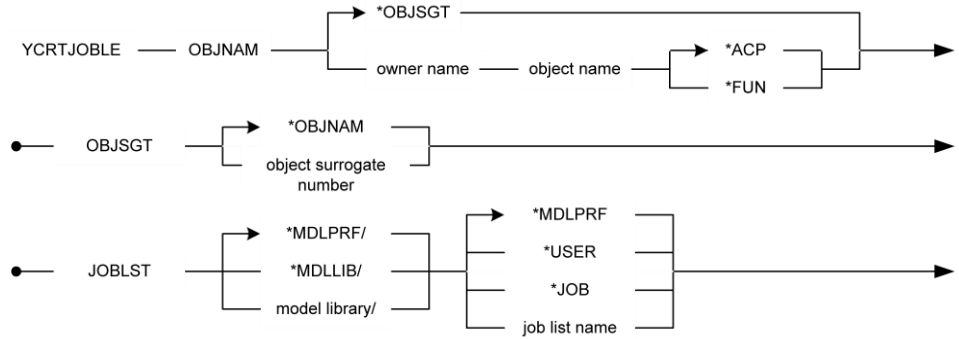 *OBJSGT
YCRTJOBLE OBJNAM *ACP
owner name object name
*FUN
*OBJNAM
OBJSGT
object surrogate
number
*MDLPRF
*MDLPRF/
*USER
JOBLST *MDLLIB/
*JOB
model library/
job list name